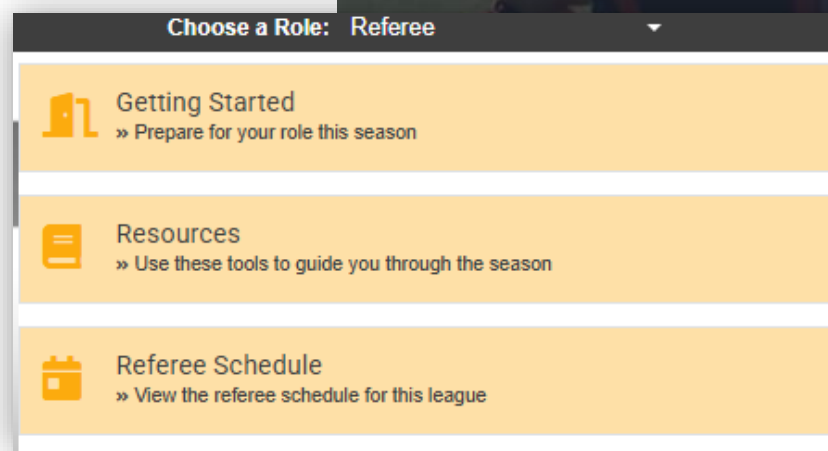 Choose a Role: Referee
Getting Started
» Prepare for your role this season
Resources
» Use these tools to guide you through the season
Referee Schedule
» View the referee schedule for this league